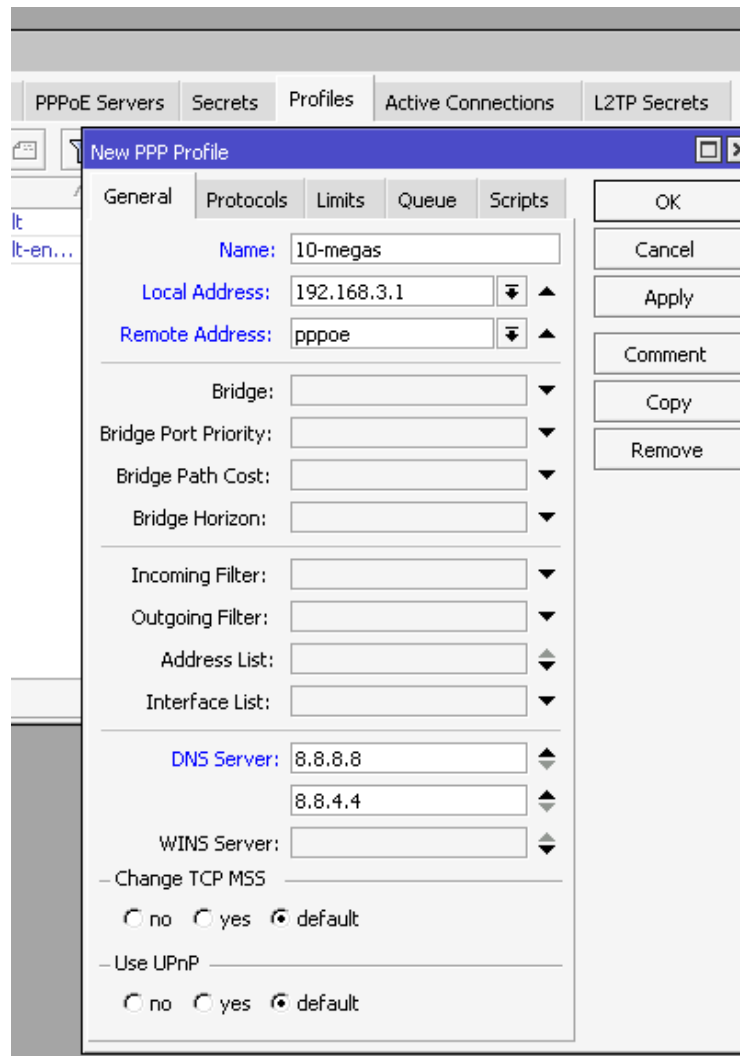 PPPoE Servers Secrets Profiles Active Connections L2TP Secrets
New PPP Profile
lt
lt-en...
General Protocols Limits Queue Scripts
Name: 10-megas
Local Address: 192.168.3.1
Remote Address: pppoe
Bridge:
Bridge Port Priority:
Bridge Path Cost:
Bridge Horizon:
Incoming Filter:
Outgoing Filter:
Address List:
Interface List:
DNS Server: 8.8.8.8
8.8.4.4
WINS Server:
Change TCP MSS
no yes default
Use UPnP
no yes default
OK
Cancel
Apply
Comment
Copy
Remove